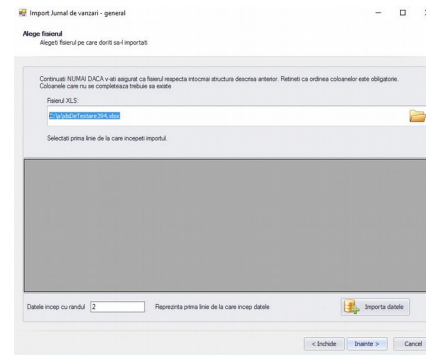 Import Jurnal de vanzari - general
Alege fisierul
Alegeti fisierul pe care doriti sa-l importati
Continuati NUMAI DACA v-ati asigurat ca fisierul respecta intocmai structura descrisa anterior. Retineti ca ordinea coloanelor este obligatorie.
Coloanele care nu se completeaza trebuie sa existe
Fisierul XLS:
C:\a\xlsDeTestare394.xlsx
Selectati prima linie de la care incepeti importul.
Datele incep cu randul 2 Reprezinta prima linie de la care incep datele Importa datele
< Inchide Inainte > Cancel